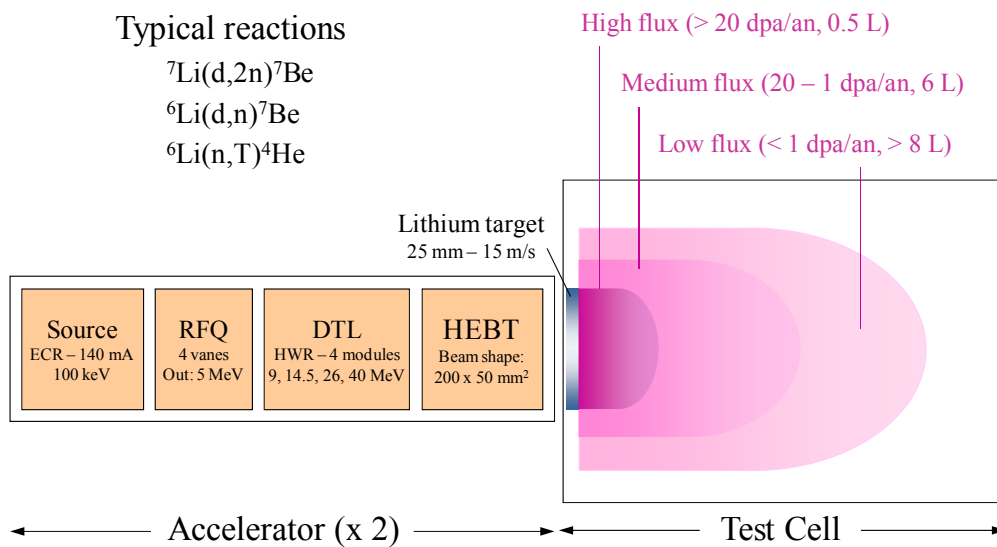 Typical reactions
⁷Li(d,2n)⁷Be
⁶Li(d,n)⁷Be
⁶Li(n,T)⁴He
High flux (> 20 dpa/an, 0.5 L)
Medium flux (20 – 1 dpa/an, 6 L)
Low flux (< 1 dpa/an, > 8 L)
Lithium target
25 mm – 15 m/s
Source
ECR – 140 mA
100 keV
RFQ
4 vanes
Out: 5 MeV
DTL
HWR – 4 modules
9, 14.5, 26, 40 MeV
HEBT
Beam shape:
200 x 50 mm²
Accelerator (x 2)
Test Cell